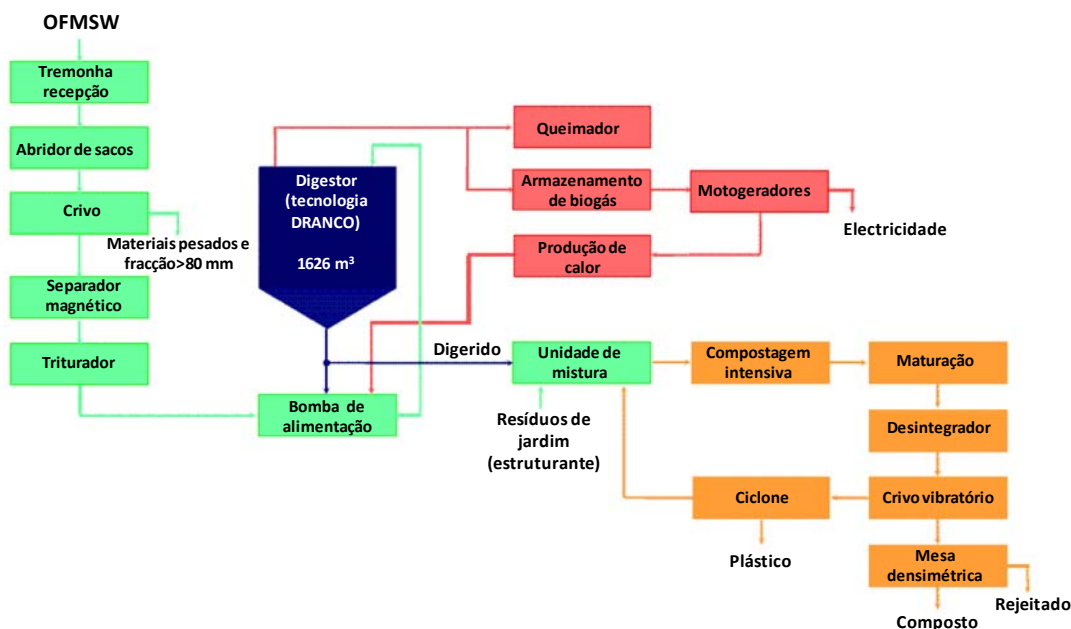 OFMSW
Tremonha
recepção
Abridor de sacos
Crivo
Materiais pesados e
fracção>80 mm
Separador
magnético
Triturador
Digestor
(tecnologia
DRANCO)
1626 m³
Bomba de
alimentação
Queimador
Armazenamento
de biogás
Motogeradores
Electricidade
Produção de
calor
Digerido
Unidade de
mistura
Resíduos de
jardim
(estruturante)
Compostagem
intensiva
Maturação
Desintegrador
Crivo vibratório
Ciclone
Plástico
Mesa
densimétrica
Rejeitado
Composto